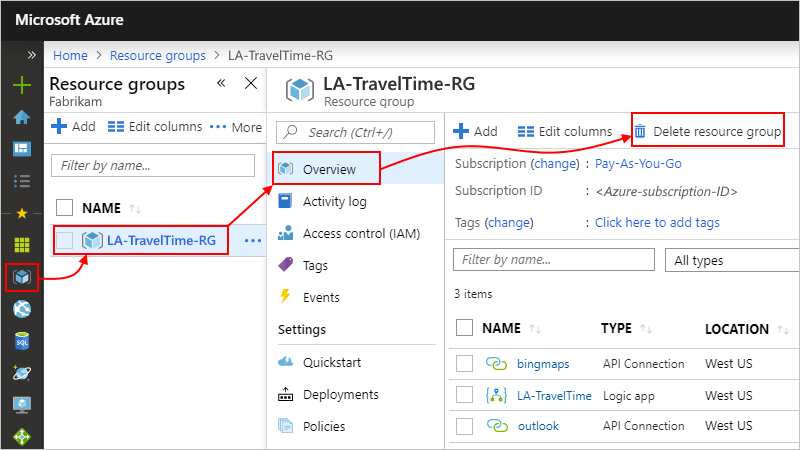 Microsoft Azure
Home > Resource groups > LA-TravelTime-RG
Resource groups
Fabrikam
Add Edit columns More
Filter by name...
NAME
LA-TravelTime-RG
LA-TravelTime-RG
Resource group
Search (Ctrl+/)
Overview
Activity log
Access control (IAM)
Tags
Events
Settings
Quickstart
Deployments
Policies
Add Edit columns Delete resource group
Subscription (change) : Pay-As-You-Go
Subscription ID : <Azure-subscription-ID>
Tags (change) : Click here to add tags
Filter by name... All types
3 items
NAME TYPE LOCATION
bingmaps API Connection West US
LA-TravelTime Logic app West US
outlook API Connection West US
SQL